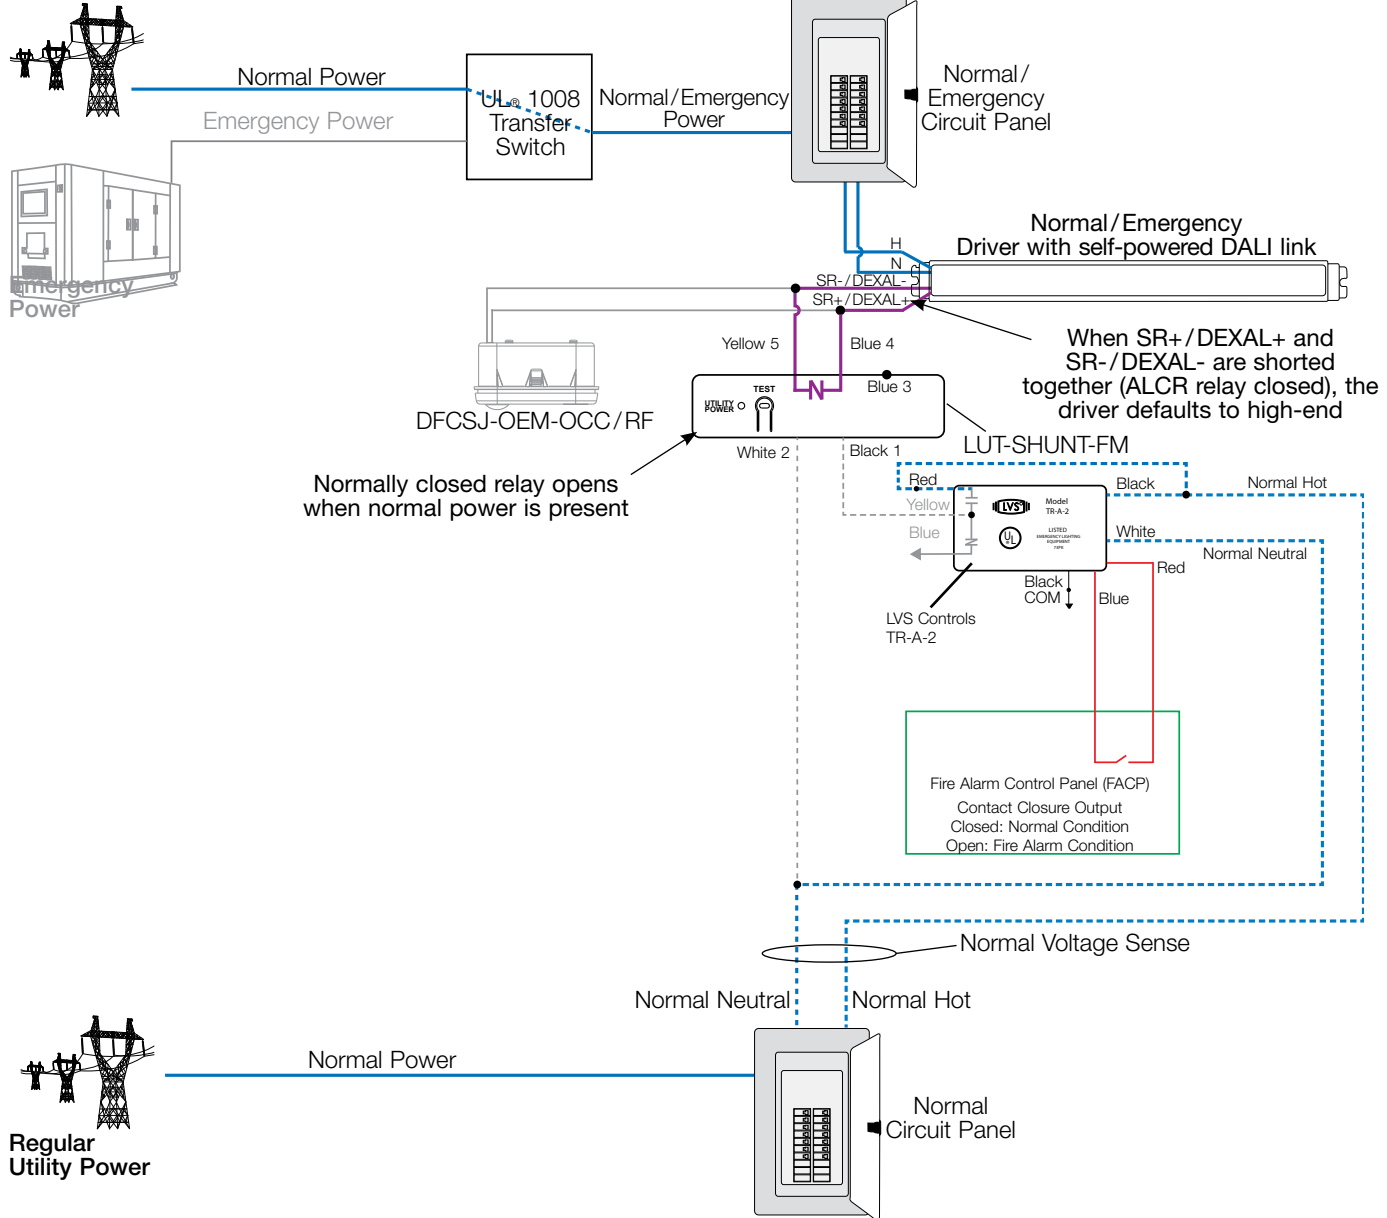 Normal Power
Emergency Power
UL® 1008
Transfer
Switch
Normal/Emergency
Power
Normal/
Emergency
Circuit Panel
Emergency
Power
Normal/Emergency
Driver with self-powered DALI link
H
N
SR-/DEXAL-
SR+/DEXAL+
Yellow 5
Blue 4
When SR+/DEXAL+ and
SR-/DEXAL- are shorted
together (ALCR relay closed), the
driver defaults to high-end
DFCSJ-OEM-OCC/RF
UTILITY
POWER
TEST
Blue 3
LUT-SHUNT-FM
White 2
Black 1
Normally closed relay opens
when normal power is present
Red
Yellow
Blue
LVS
Model
TR-A-2
UL
LISTED
EMERGENCY LIGHTING
EQUIPMENT
Black
Normal Hot
White
Normal Neutral
Red
Black
COM
Blue
LVS Controls
TR-A-2
Fire Alarm Control Panel (FACP)
Contact Closure Output
Closed: Normal Condition
Open: Fire Alarm Condition
Normal Voltage Sense
Normal Neutral
Normal Hot
Normal Power
Normal
Circuit Panel
Regular
Utility Power